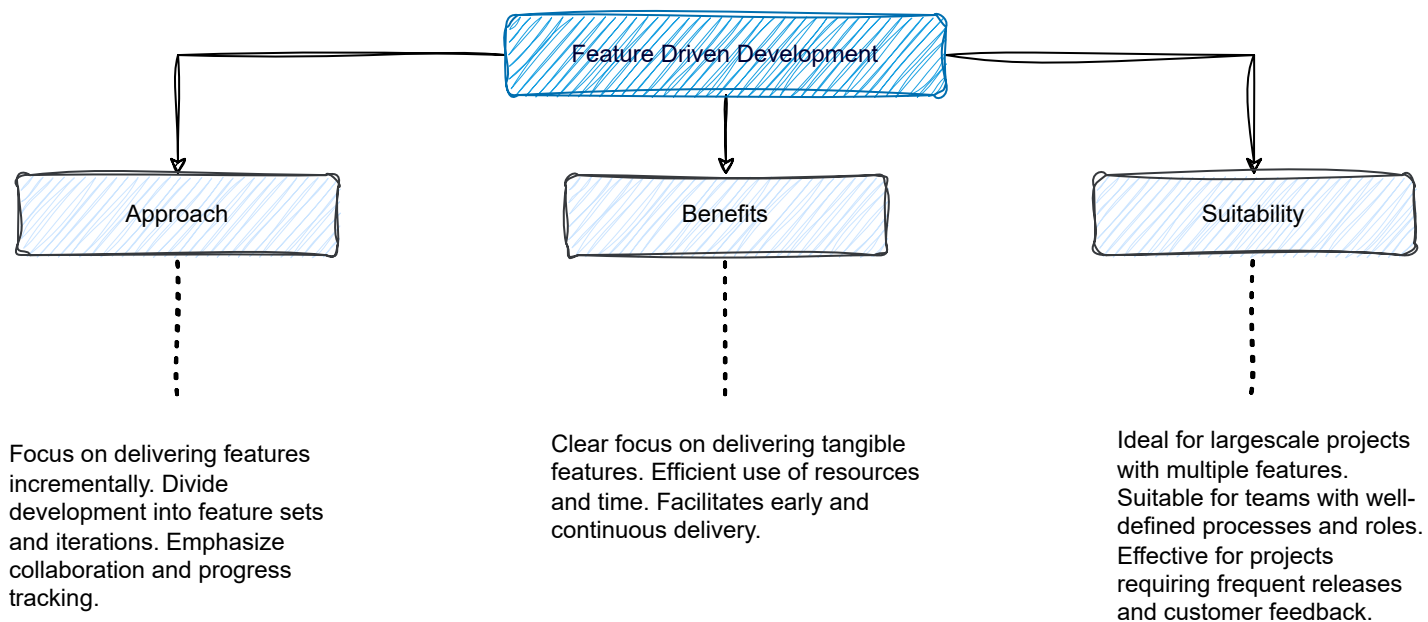 Feature Driven Development
Approach
Benefits
Suitability
Focus on delivering features
incrementally. Divide
development into feature sets
and iterations. Emphasize
collaboration and progress
tracking.
Clear focus on delivering tangible
features. Efficient use of resources
and time. Facilitates early and
continuous delivery.
Ideal for largescale projects
with multiple features.
Suitable for teams with well-
defined processes and roles.
Effective for projects
requiring frequent releases
and customer feedback.